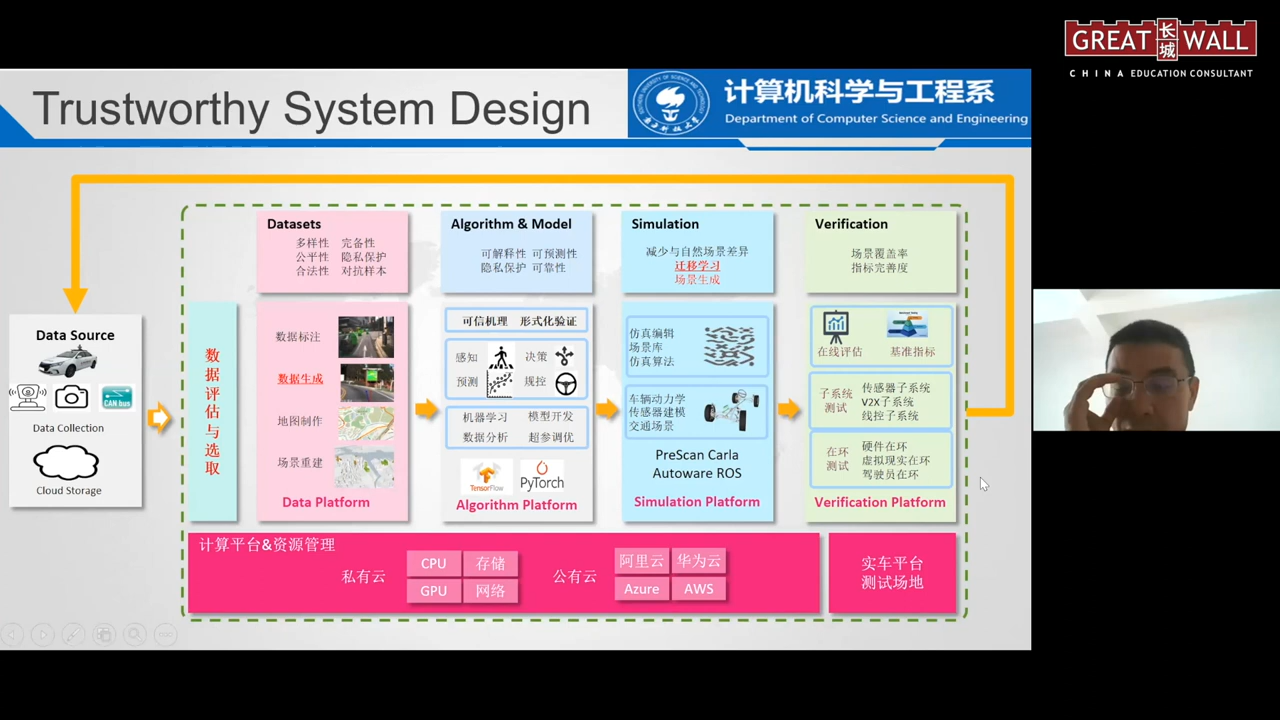 GREAT 长城 WALL
CHINA EDUCATION CONSULTANT
Trustworthy System Design
计算机科学与工程系
Department of Computer Science and Engineering
Data Source
CAN bus
Data Collection
Cloud Storage
数据评估与选取
Datasets
多样性 完备性
公平性 隐私保护
合法性 对抗样本
数据标注
数据生成
地图制作
场景重建
Data Platform
Algorithm & Model
可解释性 可预测性
隐私保护 可靠性
可信机理 形式化验证
感知 决策
预测 规控
机器学习 模型开发
数据分析 超参调优
TensorFlow PyTorch
Algorithm Platform
Simulation
减少与自然场景差异
迁移学习
场景生成
仿真编辑
场景库
仿真算法
车辆动力学
传感器建模
交通场景
PreScan Carla
Autoware ROS
Simulation Platform
Verification
场景覆盖率
指标完善度
在线评估 基准指标
子系统
测试
传感器子系统
V2X子系统
线控子系统
在环
测试
硬件在环
虚拟现实在环
驾驶员在环
Verification Platform
计算平台&资源管理
私有云
CPU 存储
GPU 网络
公有云
阿里云 华为云
Azure AWS
实车平台
测试场地